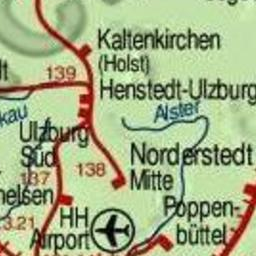 Kaltenkirchen
(Holst)
139
Henstedt-Ulzburg
Alster
kau
Ulzburg
Süd
138
Norderstedt
Mitte
137
nelsen
Poppen-
büttel
3.21
HH
Airport